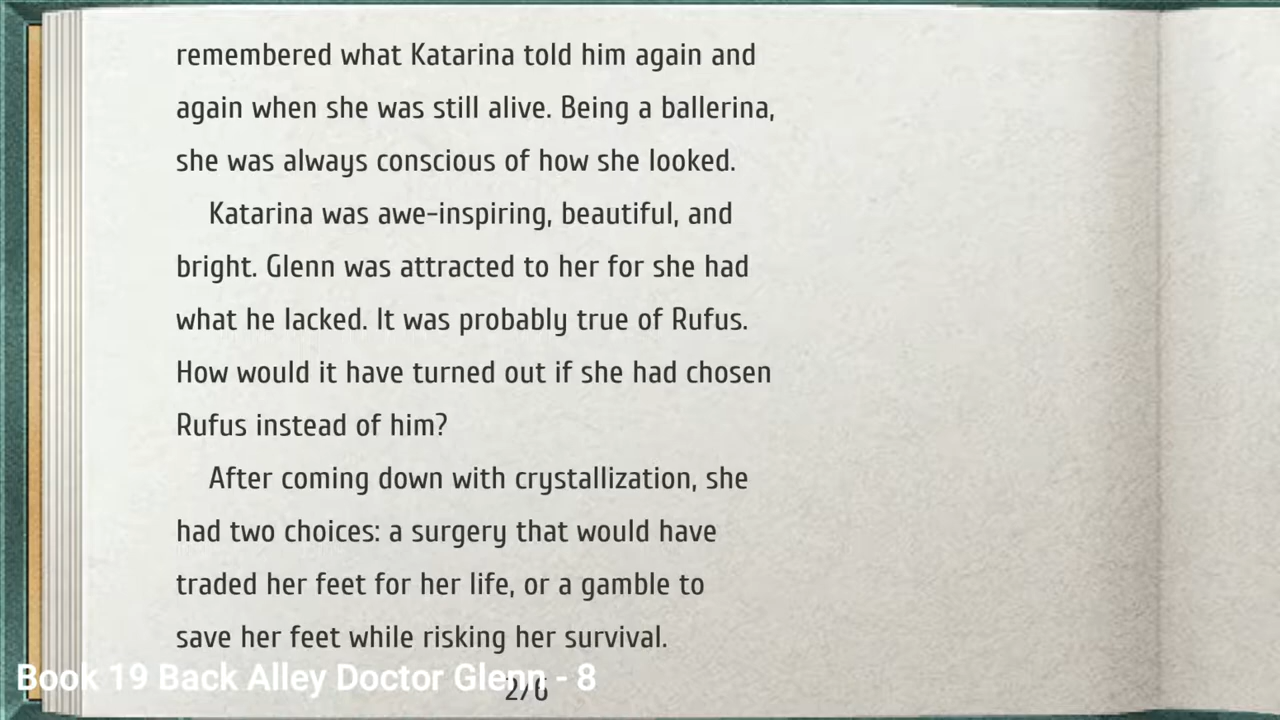 remembered what Katarina told him again and
again when she was still alive. Being a ballerina,
she was always conscious of how she looked.
Katarina was awe-inspiring, beautiful, and
bright. Glenn was attracted to her for she had
what he lacked. It was probably true of Rufus.
How would it have turned out if she had chosen
Rufus instead of him?
After coming down with crystallization, she
had two choices: a surgery that would have
traded her feet for her life, or a gamble to
save her feet while risking her survival.
Book 19 Back Alley Doctor Glenn - 8
2/6